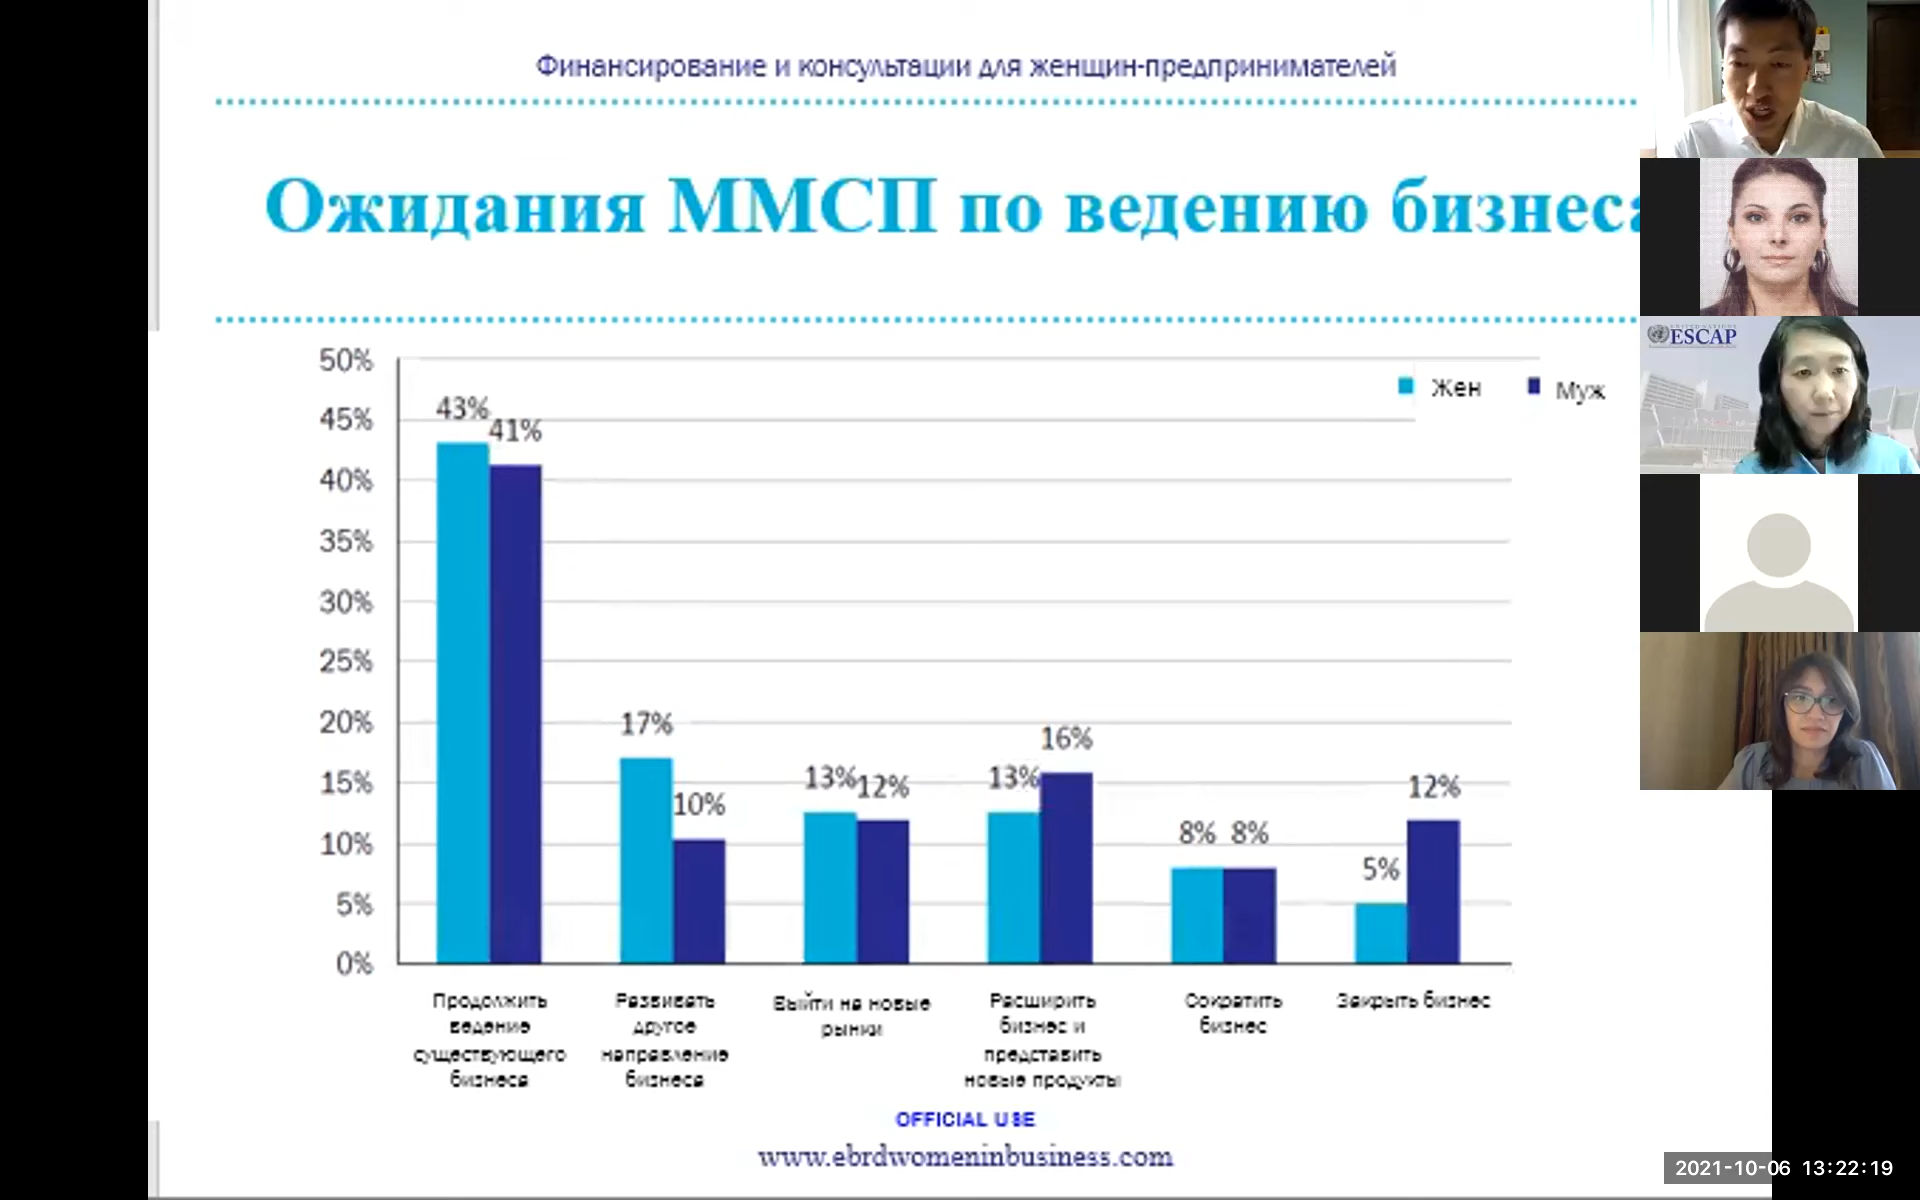 Финансирование и консультации для женщин-предпринимателей
Ожидания ММСП по ведению бизнеса
50%
45%
40%
35%
30%
25%
20%
15%
10%
5%
0%
Жен Муж
43% 41%
17% 10%
13% 12%
13% 16%
8% 8%
5% 12%
Продолжить
ведение
существующего
бизнеса
Развивать
другое
направление
бизнеса
Выйти на новые
рынки
Расширить
бизнес и
представить
новые продукты
Сократить
бизнес
Закрыть бизнес
OFFICIAL USE
www.ebrdwomeninbusiness.com
UNITED NATIONS
ESCAP
2021-10-06 13:22:19